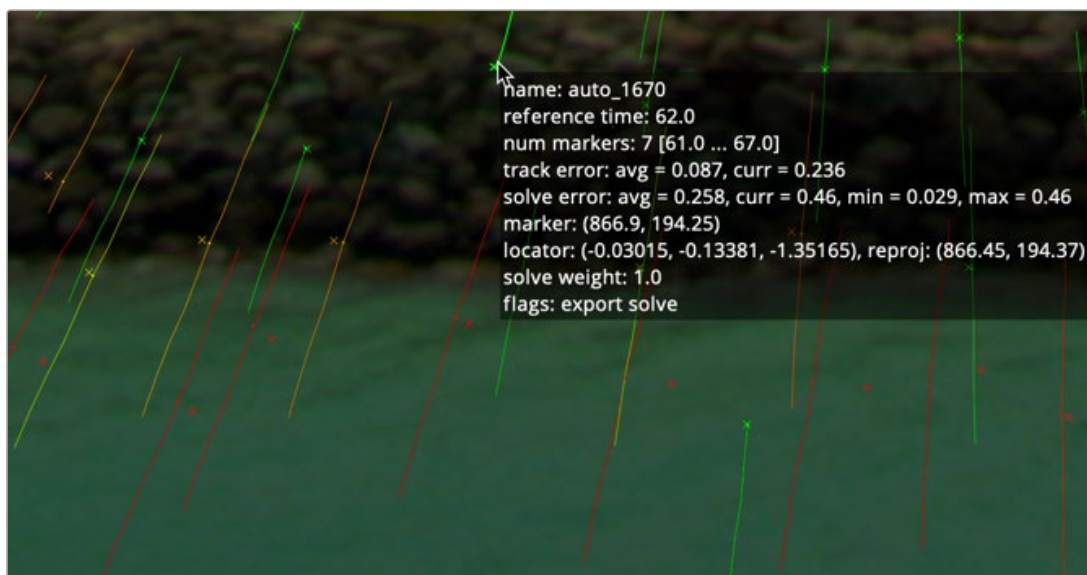 name: auto_1670
reference time: 62.0
num markers: 7 [61.0 ... 67.0]
track error: avg = 0.087, curr = 0.236
solve error: avg = 0.258, curr = 0.46, min = 0.029, max = 0.46
marker: (866.9, 194.25)
locator: (-0.03015, -0.13381, -1.35165), reproj: (866.45, 194.37)
solve weight: 1.0
flags: export solve